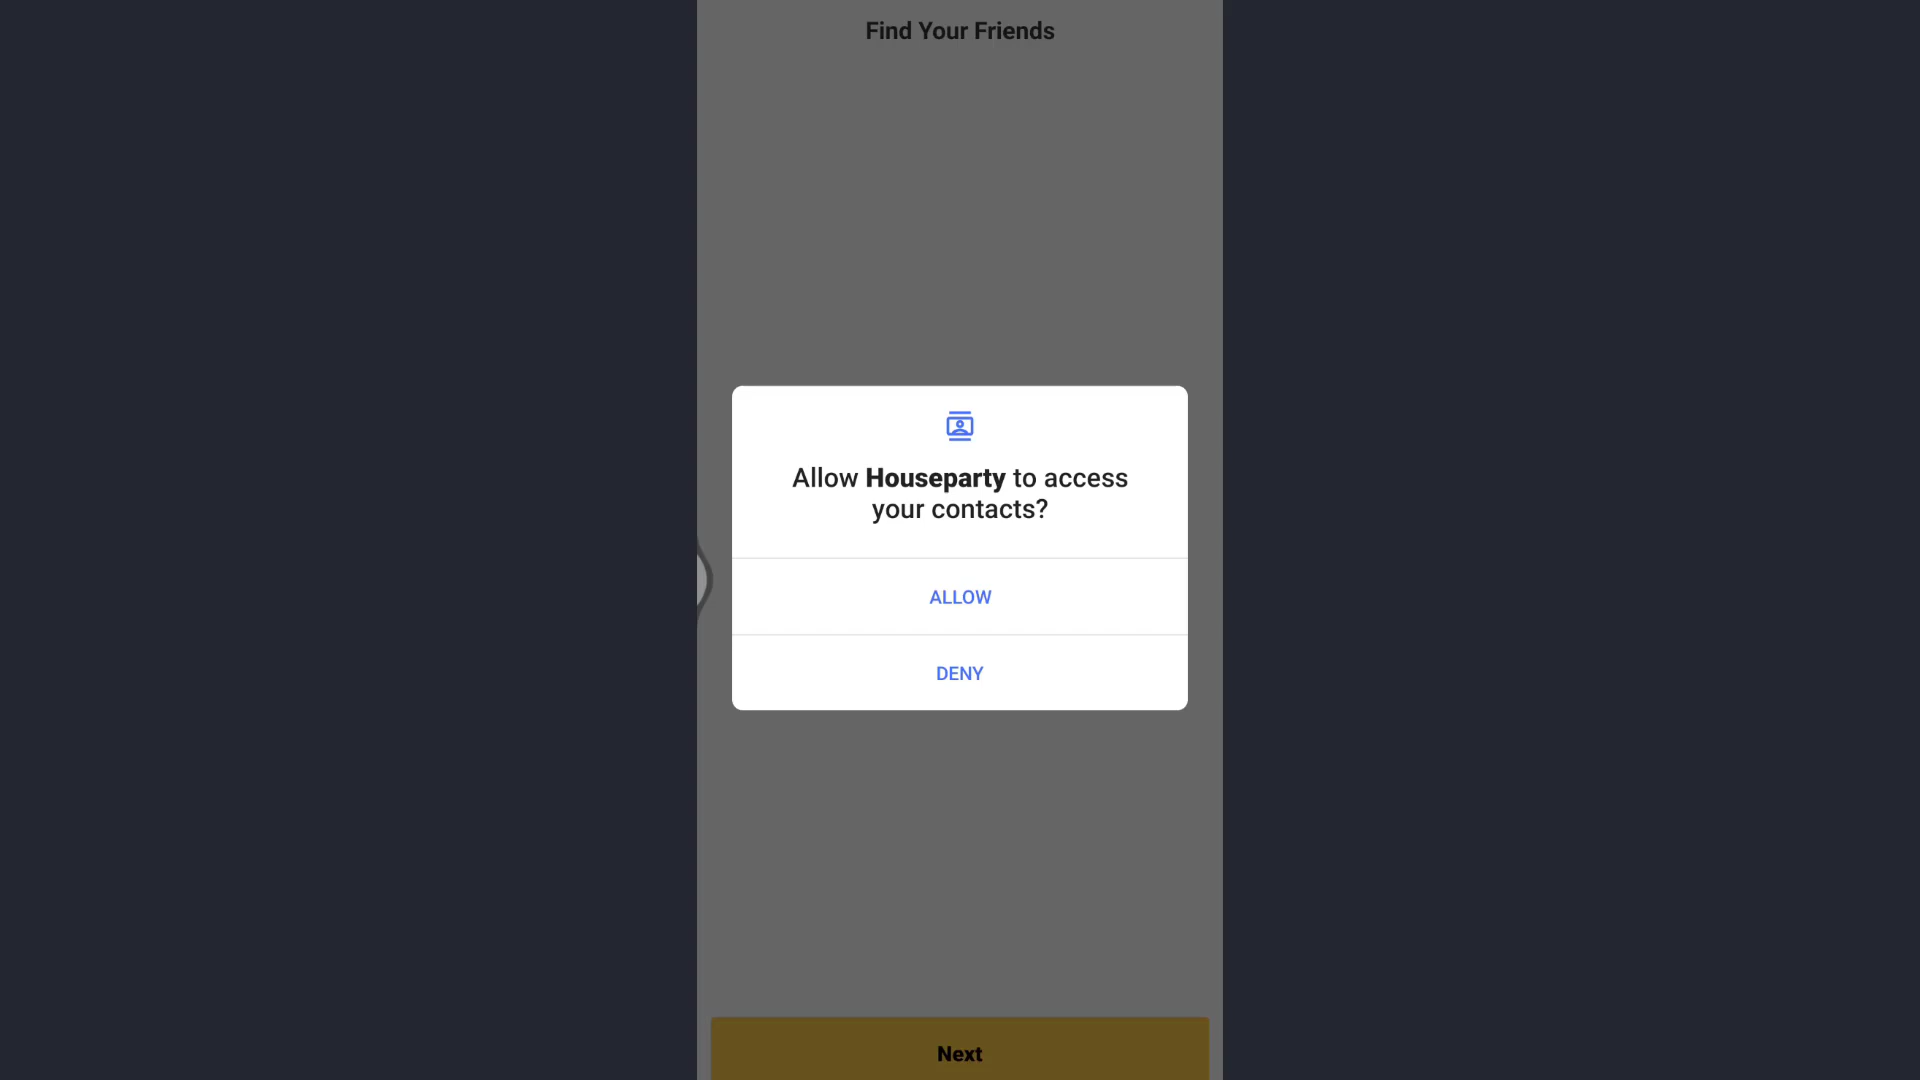 Find Your Friends
Allow Houseparty to access
your contacts?
ALLOW
DENY
Next